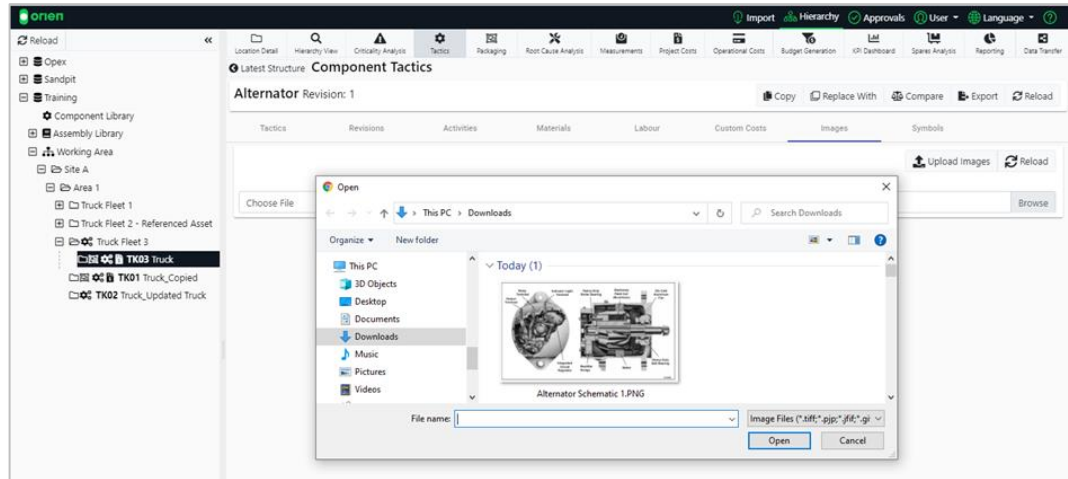 orien
Import Hierarchy Approvals User Language
Reload
Location Detail Hierarchy View Criticality Analysis Tactics Packaging Root Cause Analysis Measurements Project Costs Operational Costs Budget Generation KPI Dashboard Spares Analysis Reporting Data Transfer
Opex
Sandpit
Training
Component Library
Assembly Library
Working Area
Site A
Area 1
Truck Fleet 1
Truck Fleet 2 - Referenced Asset
Truck Fleet 3
TK03 Truck
TK01 Truck_Copied
TK02 Truck_Updated Truck
Latest Structure Component Tactics
Alternator Revision: 1
Copy Replace With Compare Export Reload
Tactics Revisions Activities Materials Labour Custom Costs Images Symbols
Upload Images Reload
Choose File Browse
Open
This PC > Downloads
Search Downloads
Organize New folder
This PC
3D Objects
Desktop
Documents
Downloads
Music
Pictures
Videos
Today (1)
Alternator Schematic 1.PNG
File name:
Image Files (*.tiff;*.pjp;*.jfif;*.gi
Open Cancel